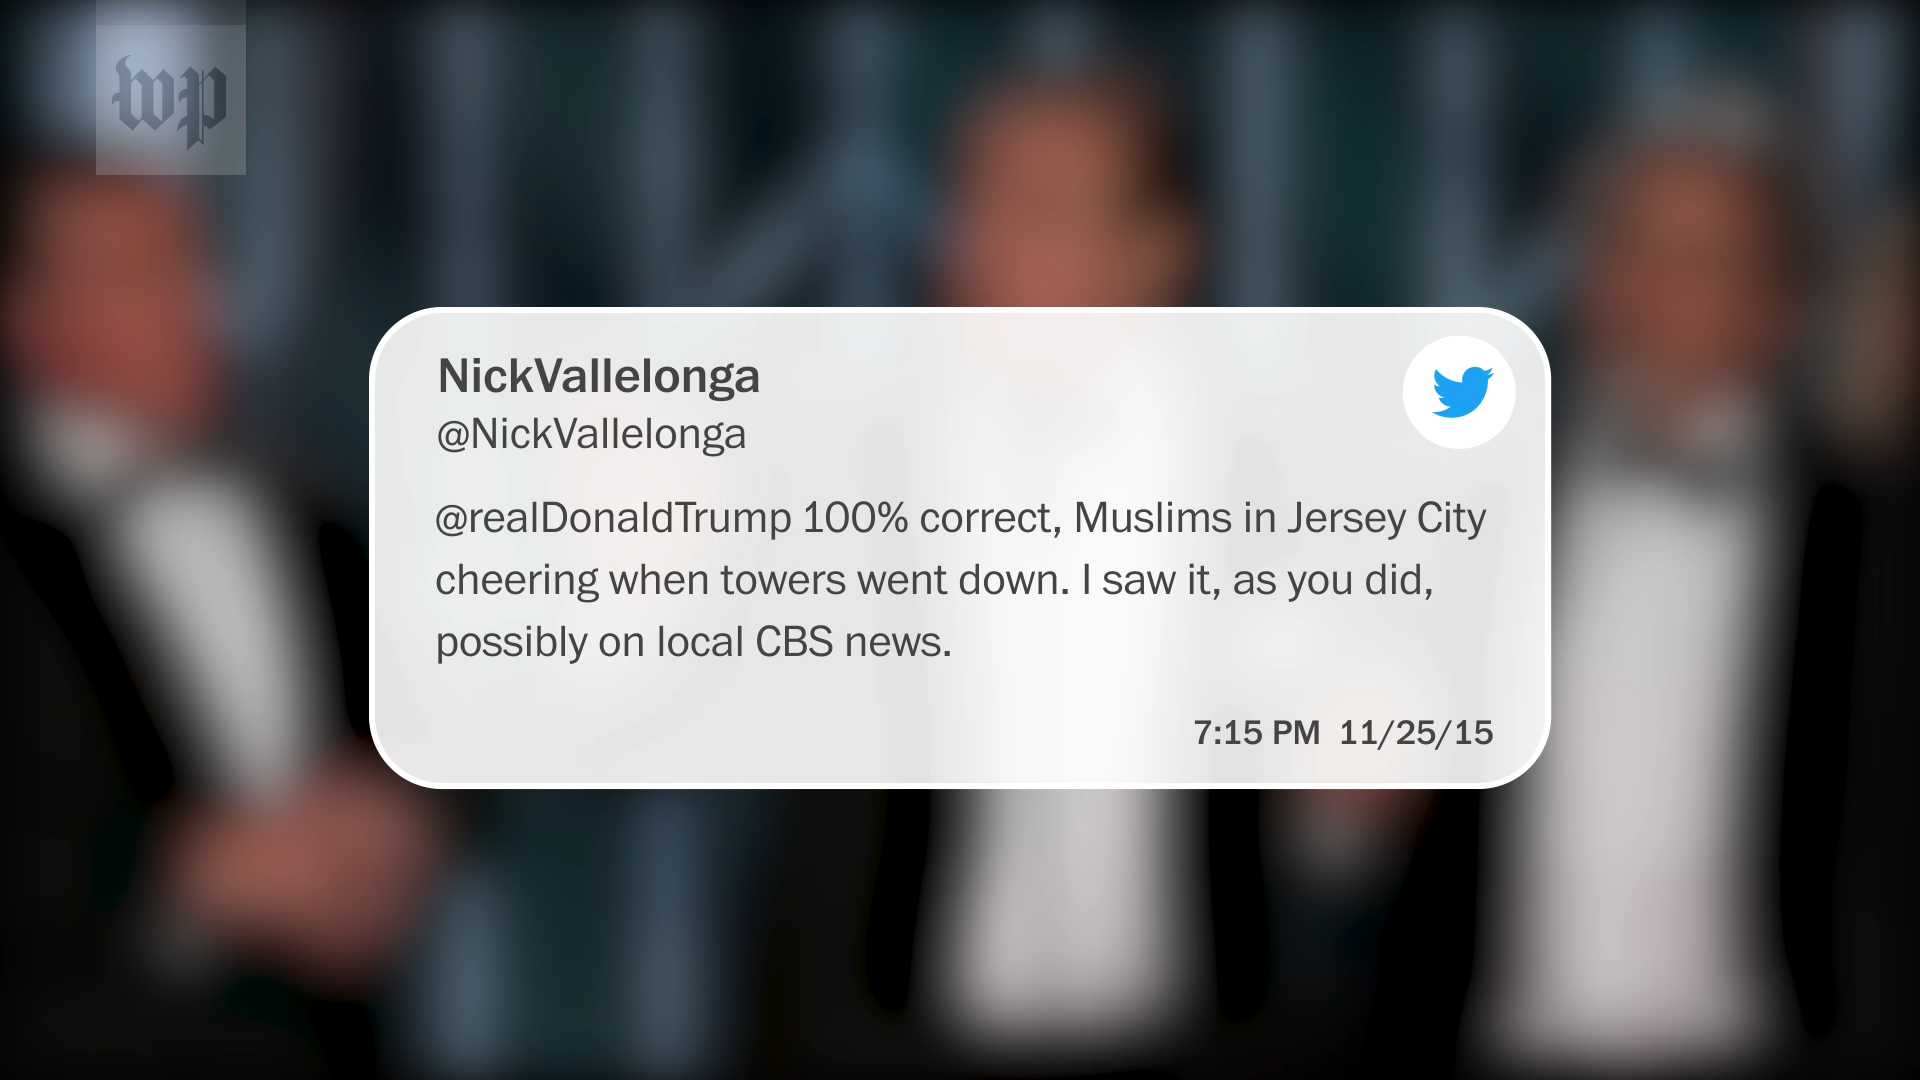 wp
NickVallelonga
@NickVallelonga
@realDonaldTrump 100% correct, Muslims in Jersey City
cheering when towers went down. I saw it, as you did,
possibly on local CBS news.
7:15 PM 11/25/15